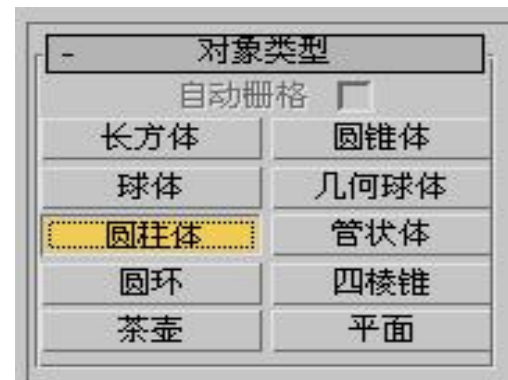 - 对象类型
自动栅格
长方体 圆锥体
球体 几何球体
圆柱体 管状体
圆环 四棱锥
茶壶 平面